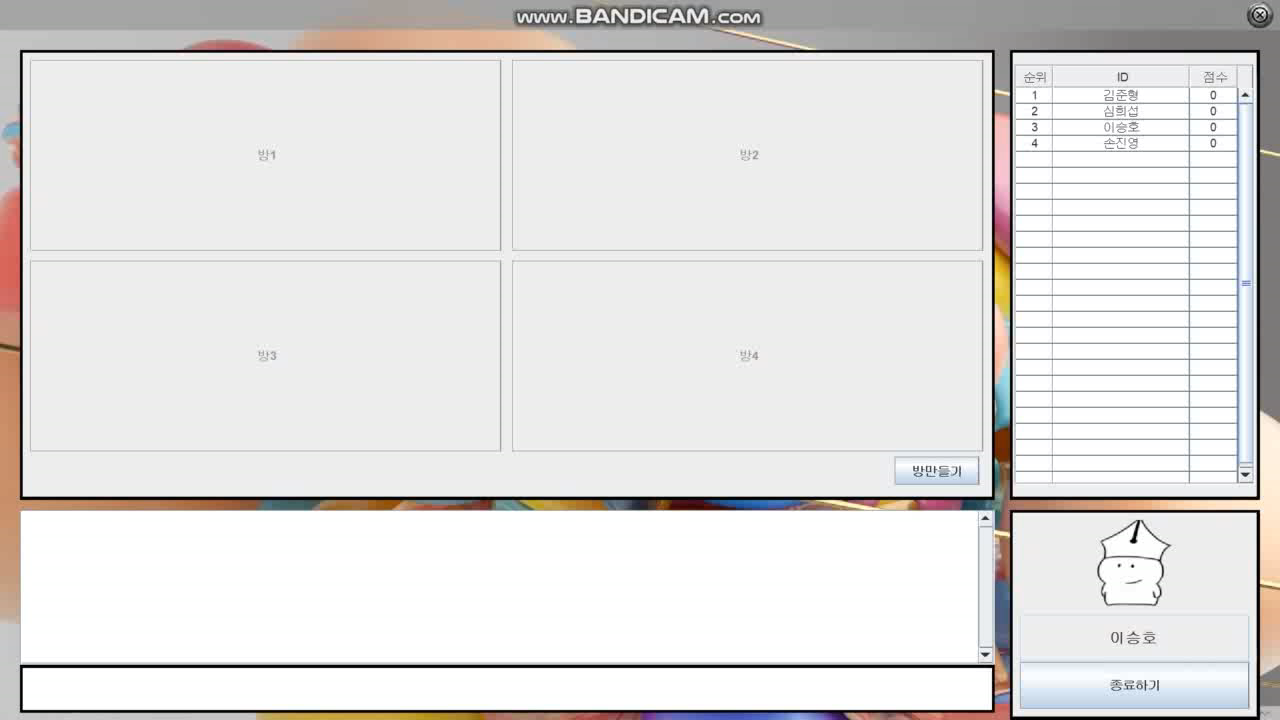 www.BANDICAM.com
방1
방2
방3
방4
방만들기
순위 ID 점수
1 김준형 0
2 심희섭 0
3 이승호 0
4 손진영 0
이승호
종료하기